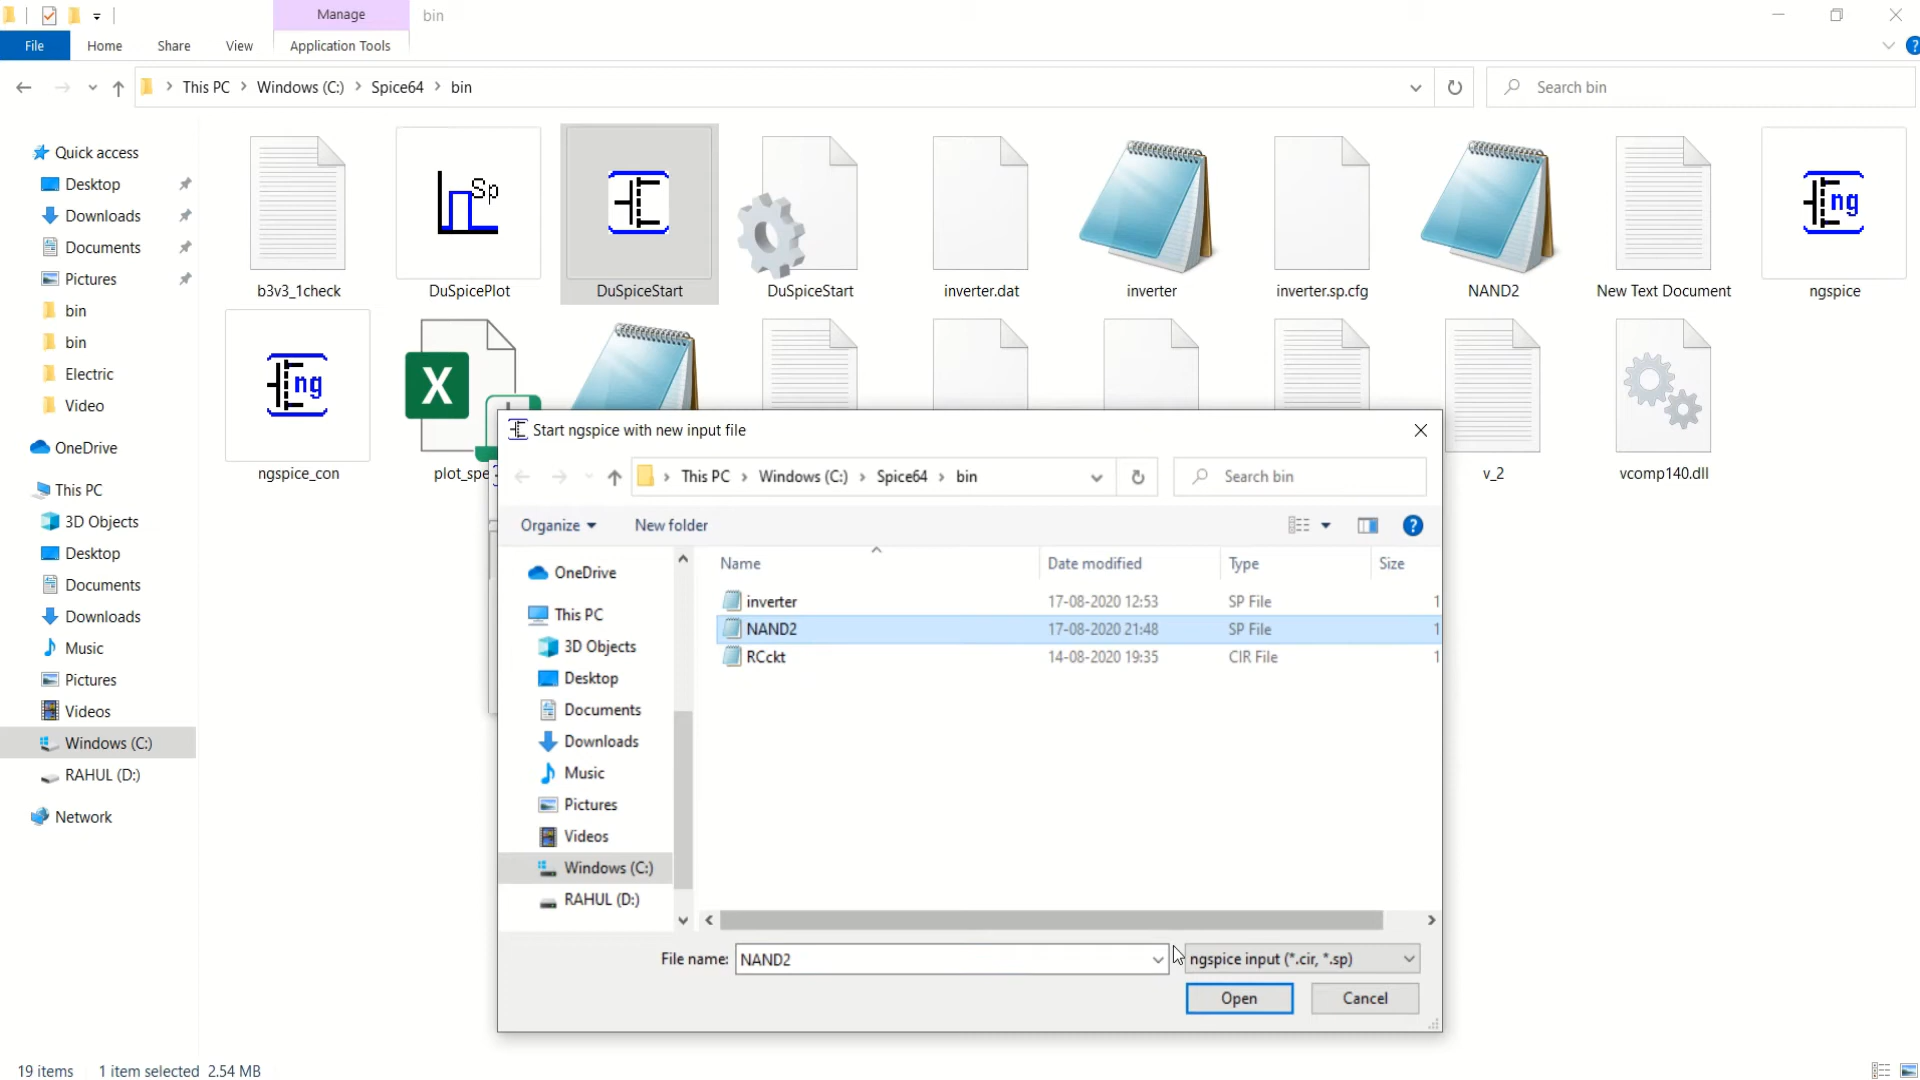 Manage
bin
File
Home
Share
View
Application Tools
This PC
Windows (C:)
Spice64
bin
Search bin
Quick access
Desktop
Downloads
Documents
Pictures
bin
bin
Electric
Video
OneDrive
This PC
3D Objects
Desktop
Documents
Downloads
Music
Pictures
Videos
Windows (C:)
RAHUL (D:)
Network
Sp
ng
b3v3_1check
DuSpicePlot
DuSpiceStart
DuSpiceStart
inverter.dat
inverter
inverter.sp.cfg
NAND2
New Text Document
ngspice
ng
X
ngspice_con
plot_spe
v_2
vcomp140.dll
Start ngspice with new input file
This PC
Windows (C:)
Spice64
bin
Search bin
Organize
New folder
?
OneDrive
This PC
3D Objects
Desktop
Documents
Downloads
Music
Pictures
Videos
Windows (C:)
RAHUL (D:)
Name Date modified Type Size
inverter 17-08-2020 12:53 SP File 1
NAND2 17-08-2020 21:48 SP File 1
RCckt 14-08-2020 19:35 CIR File 1
File name: NAND2
ngspice input (*.cir, *.sp)
Open
Cancel
19 items 1 item selected 2.54 MB